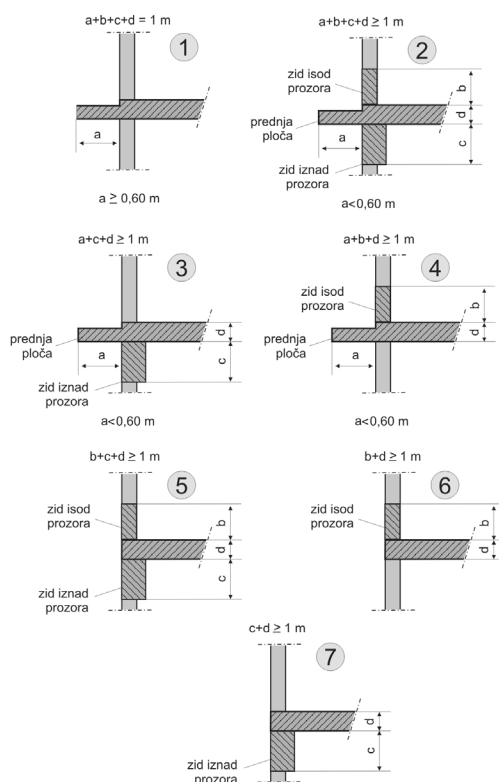 a+b+c+d = 1 m
1
a
a ≥ 0,60 m
a+b+c+d ≥ 1 m
2
zid isod
prozora
prednja
ploča
a
zid iznad
prozora
b
d
c
a<0,60 m
a+c+d ≥ 1 m
3
prednja
ploča
a
zid iznad
prozora
d
c
a<0,60 m
a+b+d ≥ 1 m
4
zid isod
prozora
prednja
ploča
a
b
d
a<0,60 m
b+c+d ≥ 1 m
5
zid isod
prozora
zid iznad
prozora
b
d
c
b+d ≥ 1 m
6
zid isod
prozora
b
d
c+d ≥ 1 m
7
zid iznad
prozora
d
c